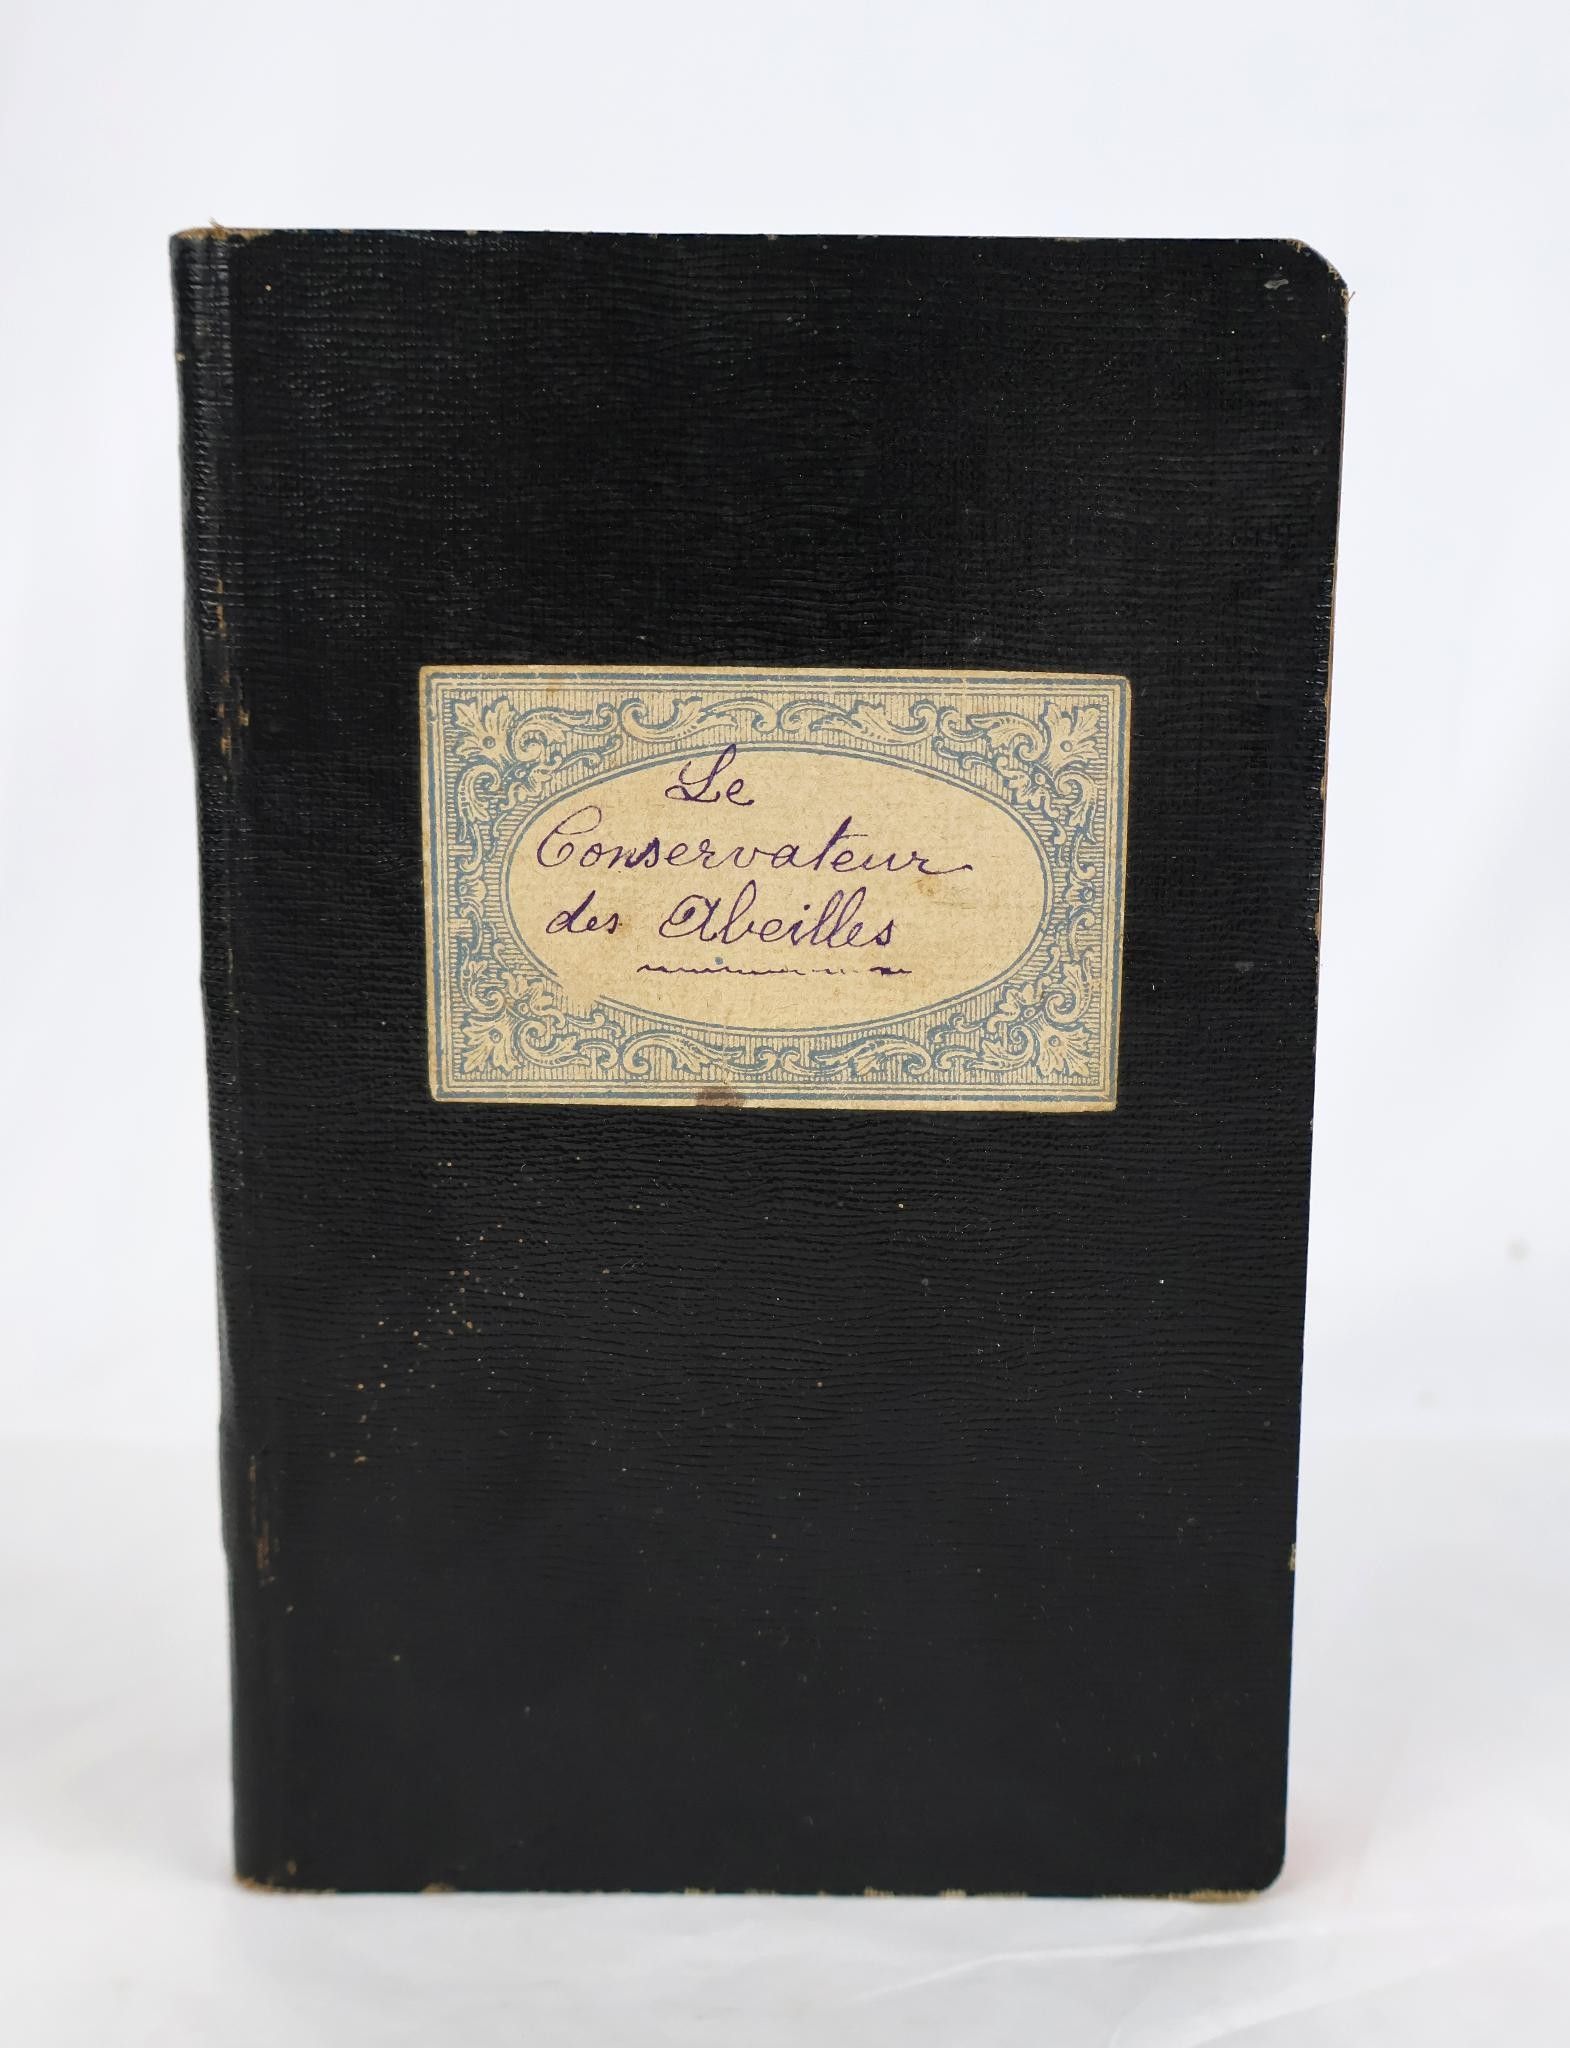 Le
Conservateur
des Abeilles